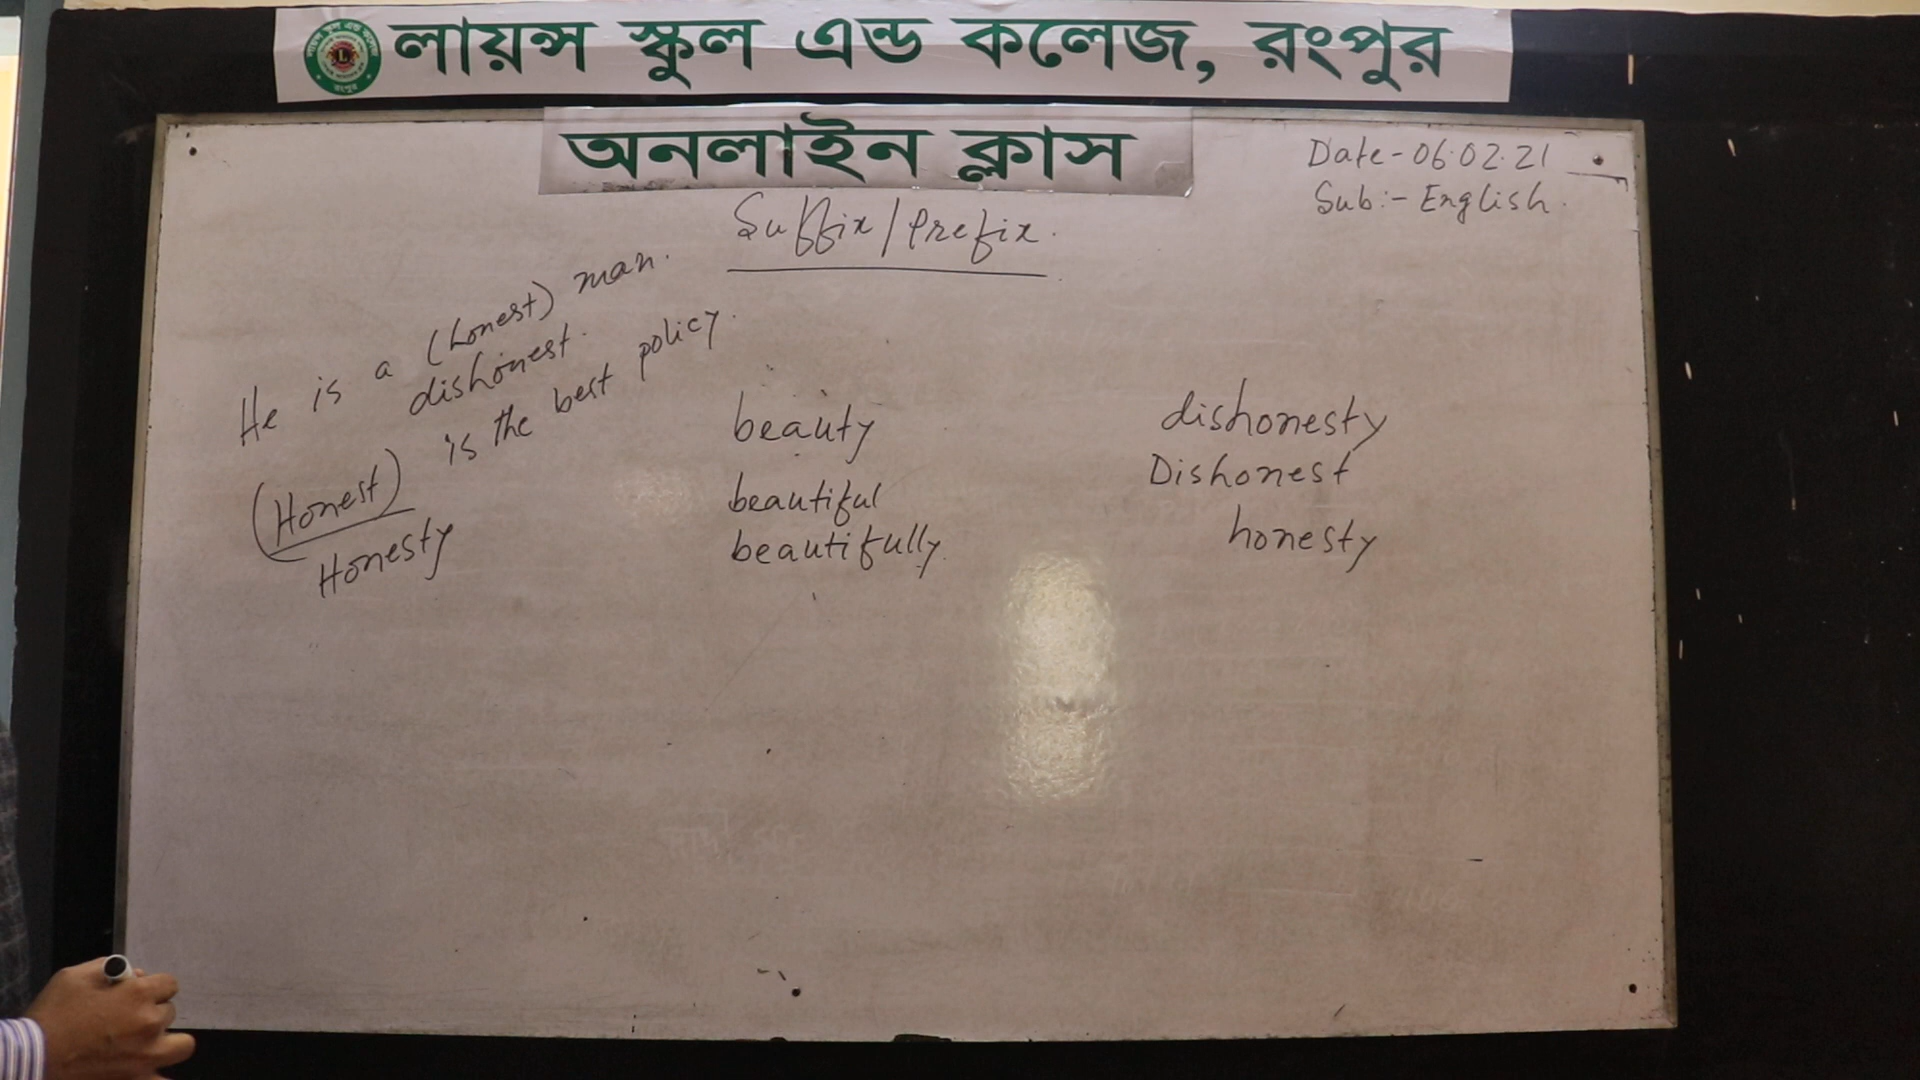 লায়ন্স স্কুল এন্ড কলেজ, রংপুর
অনলাইন ক্লাস
Date-06.02.21
Sub:- English.
Suffix/Prefix.
He is a (honest) man.
dishonest.
(Honest) is the best policy.
Honesty
beauty
beautiful
beautifully.
dishonesty
Dishonest
honesty